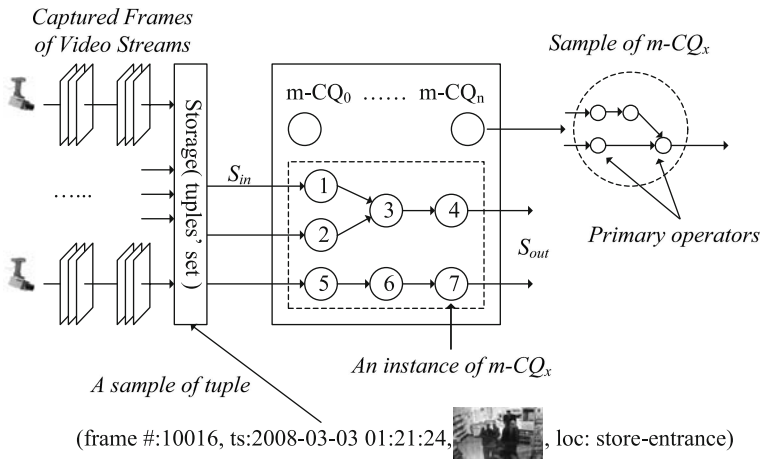 Captured Frames
of Video Streams
Sample of m-CQx
m-CQ0 ...... m-CQn
Storage( tuples' set )
Sin
......
1
2
3
4
Primary operators
Sout
5
6
7
An instance of m-CQx
A sample of tuple
(frame #:10016, ts:2008-03-03 01:21:24, , loc: store-entrance)